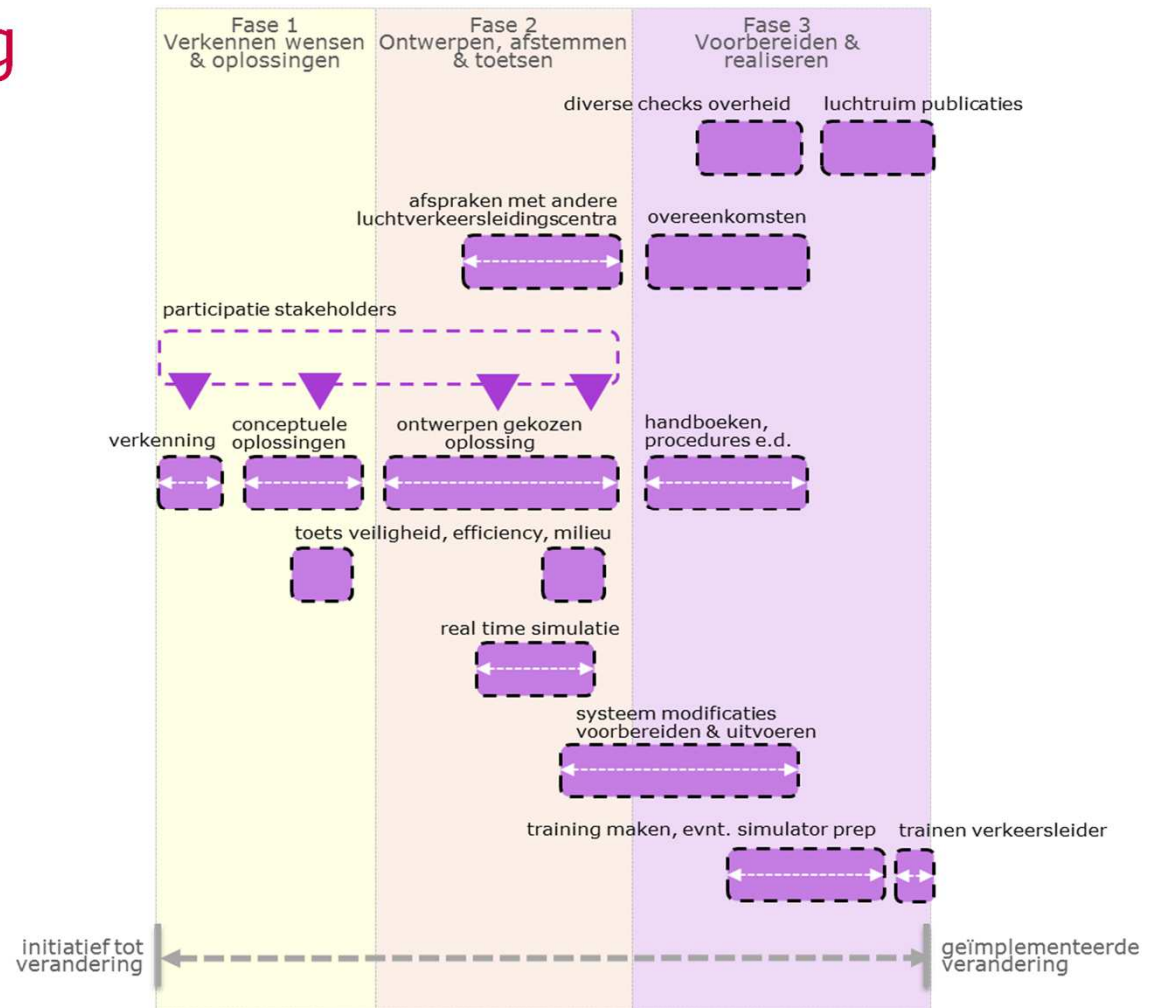 g
Fase 1
Verkennen wensen
& oplossingen
Fase 2
Ontwerpen, afstemmen
& toetsen
Fase 3
Voorbereiden &
realiseren
diverse checks overheid
luchtruim publicaties
afspraken met andere
luchtverkeersleidingscentra
overeenkomsten
participatie stakeholders
verkenning
conceptuele
oplossingen
ontwerpen gekozen
oplossing
handboeken,
procedures e.d.
toets veiligheid, efficiency, milieu
real time simulatie
systeem modificaties
voorbereiden & uitvoeren
training maken, evnt. simulator prep
trainen verkeersleider
initiatief tot
verandering
geïmplementeerde
verandering